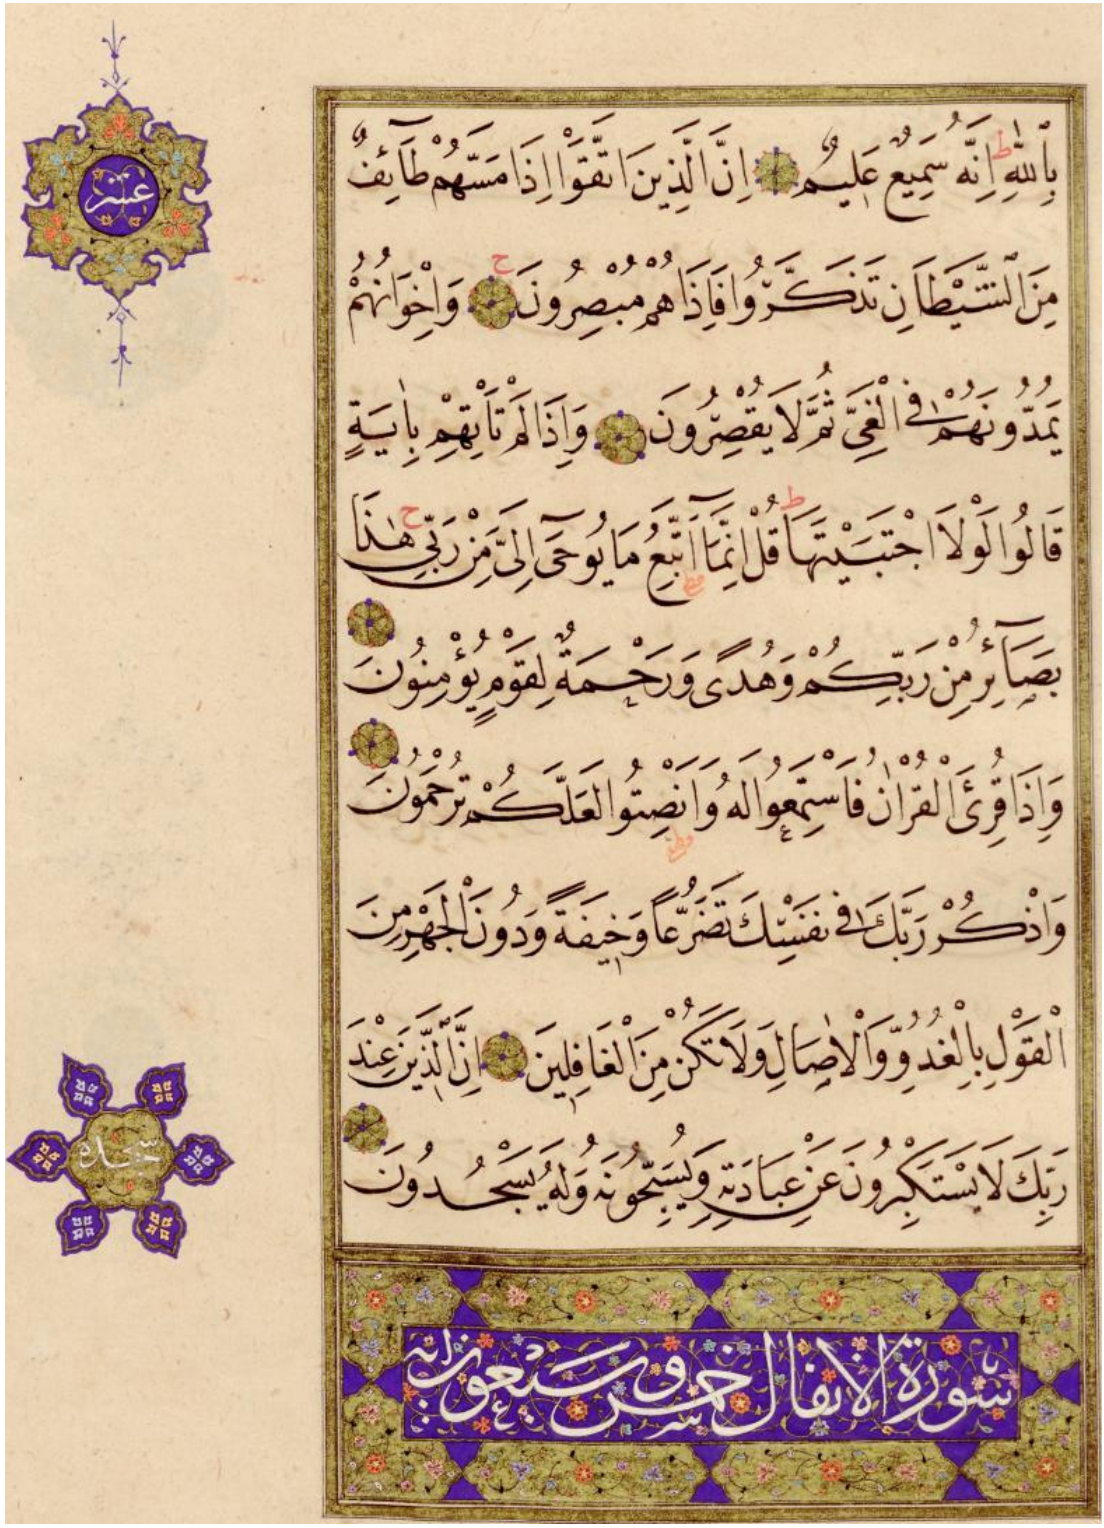 بِاللّٰهِ اِنَّهُ سَمِيعٌ عَلِيمٌ اِنَّ الَّذِينَ اتَّقَوْا اِذَا مَسَّهُمْ طَآئِفٌ
مِنَ الشَّيْطَانِ تَذَكَّرُوا فَاِذَا هُمْ مُبْصِرُونَ وَاِخْوَانُهُمْ
يَمُدُّونَهُمْ فِي الْغَيِّ ثُمَّ لَا يُقْصِرُونَ وَاِذَا لَمْ تَأْتِهِمْ بِاٰيَةٍ
قَالُوا لَوْلَا اجْتَبَيْتَهَا قُلْ اِنَّمَآ اَتَّبِعُ مَا يُوحَىٓ اِلَىَّ مِنْ رَبِّي هٰذَا
بَصَآئِرُ مِنْ رَبِّكُمْ وَهُدًى وَرَحْمَةٌ لِقَوْمٍ يُؤْمِنُونَ
وَاِذَا قُرِئَ الْقُرْاٰنُ فَاسْتَمِعُوا لَهُ وَاَنْصِتُوا لَعَلَّكُمْ تُرْحَمُونَ
وَاذْكُرْ رَبَّكَ فِي نَفْسِكَ تَضَرُّعًا وَخِيفَةً وَدُونَ الْجَهْرِ مِنَ
الْقَوْلِ بِالْغُدُوِّ وَالْاٰصَالِ وَلَا تَكُنْ مِنَ الْغَافِلِينَ اِنَّ الَّذِينَ عِنْدَ
رَبِّكَ لَا يَسْتَكْبِرُونَ عَنْ عِبَادَتِهِ وَيُسَبِّحُونَهُ وَلَهُ يَسْجُدُونَ
سورة الانفال خمس و سبعون اية
عشر
سجده